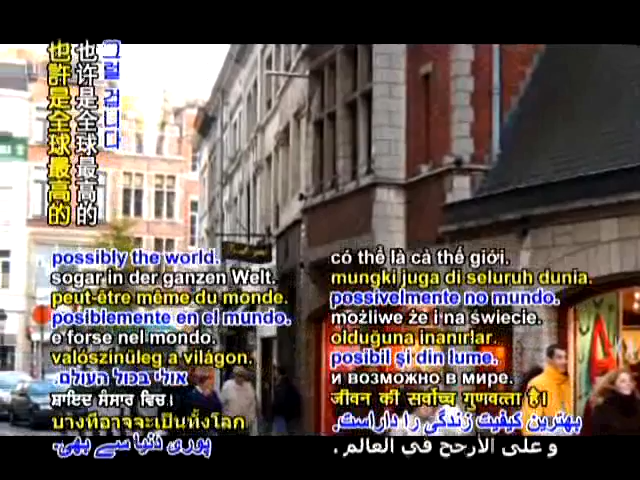 也許是全球最高的
也许是全球最高的
그럴 겁니다
possibly the world.
sogar in der ganzen Welt.
peut-être même du monde.
posiblemente en el mundo.
e forse nel mondo.
valószínűleg a világon.
אולי בכול העולם.
ਸ਼ਾਇਦ ਸੰਸਾਰ ਵਿਚ।
บางทีอาจจะเป็นทั้งโลก
پوری دنیا سے بھی.
có thể là cả thế giới.
mungki juga di seluruh dunia.
possivelmente no mundo.
możliwe że i na świecie.
olduğuna inanırlar.
posibil şi din lume.
и возможно в мире.
जीवन की सर्वोच्च गुणवत्ता है।
بهترین کیفیت زندگی را داراست.
و على الأرجح في العالم .